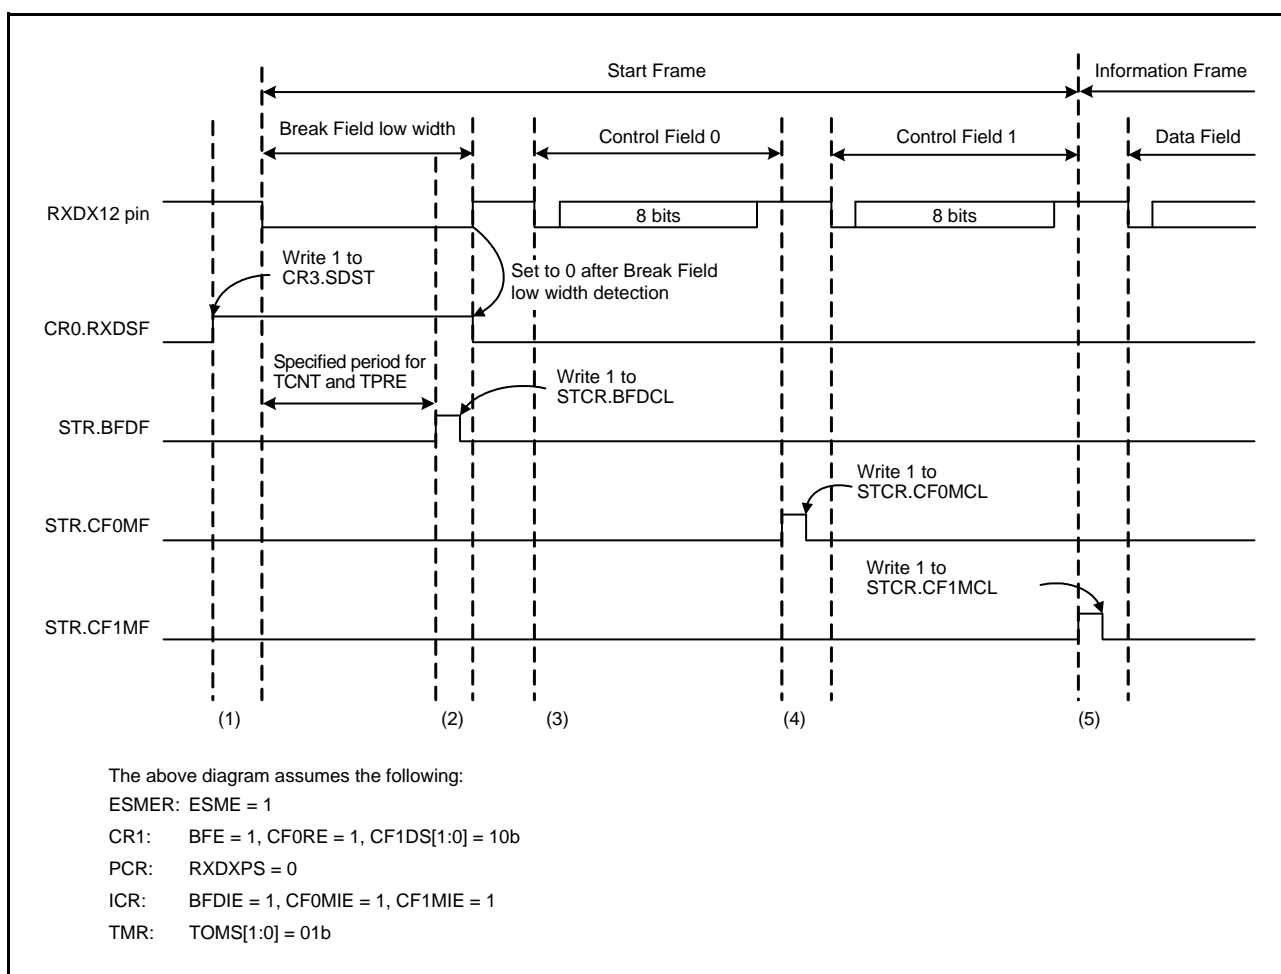 Start Frame
Information Frame
Break Field low width
Control Field 0
Control Field 1
Data Field
RXDX12 pin
8 bits
8 bits
Write 1 to
CR3.SDST
Set to 0 after Break Field
low width detection
CR0.RXDSF
Specified period for
TCNT and TPRE
Write 1 to
STCR.BFDCL
STR.BFDF
Write 1 to
STCR.CF0MCL
STR.CF0MF
Write 1 to
STCR.CF1MCL
STR.CF1MF
(1)
(2)
(3)
(4)
(5)
The above diagram assumes the following:
ESMER: ESME = 1
CR1: BFE = 1, CF0RE = 1, CF1DS[1:0] = 10b
PCR: RXDXPS = 0
ICR: BFDIE = 1, CF0MIE = 1, CF1MIE = 1
TMR: TOMS[1:0] = 01b